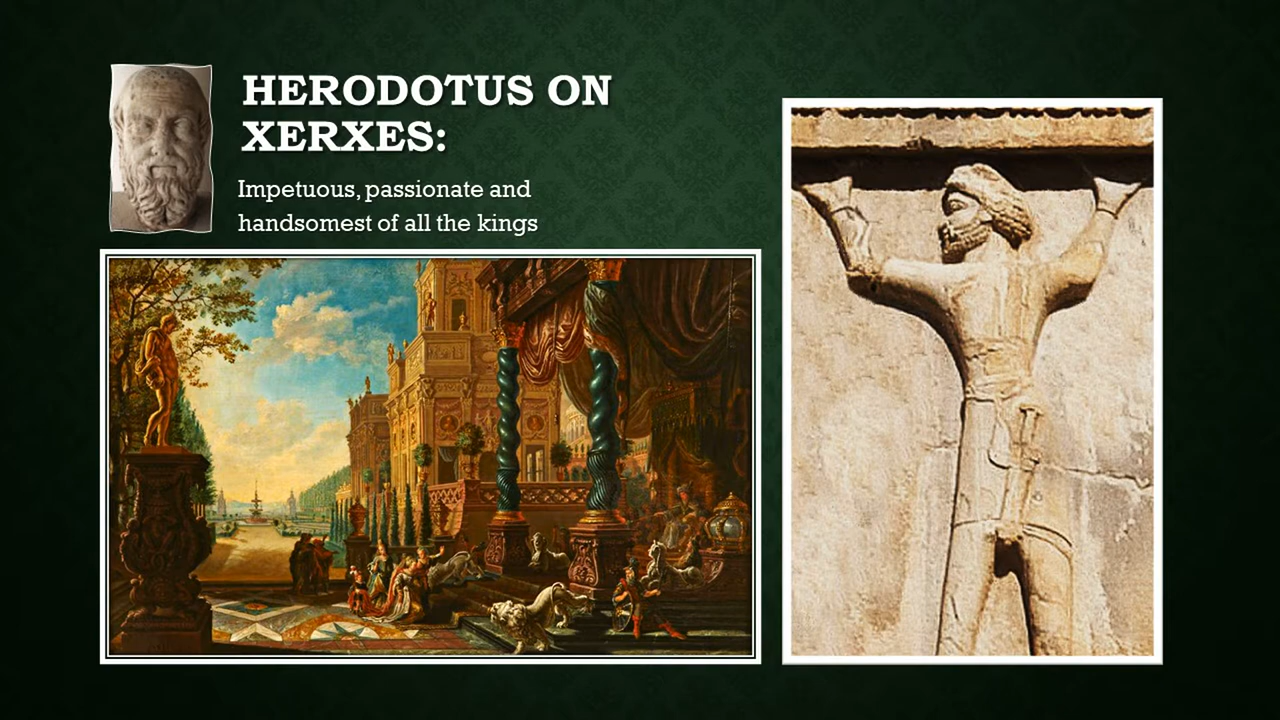 HERODOTUS ON
XERXES:
Impetuous, passionate and
handsomest of all the kings